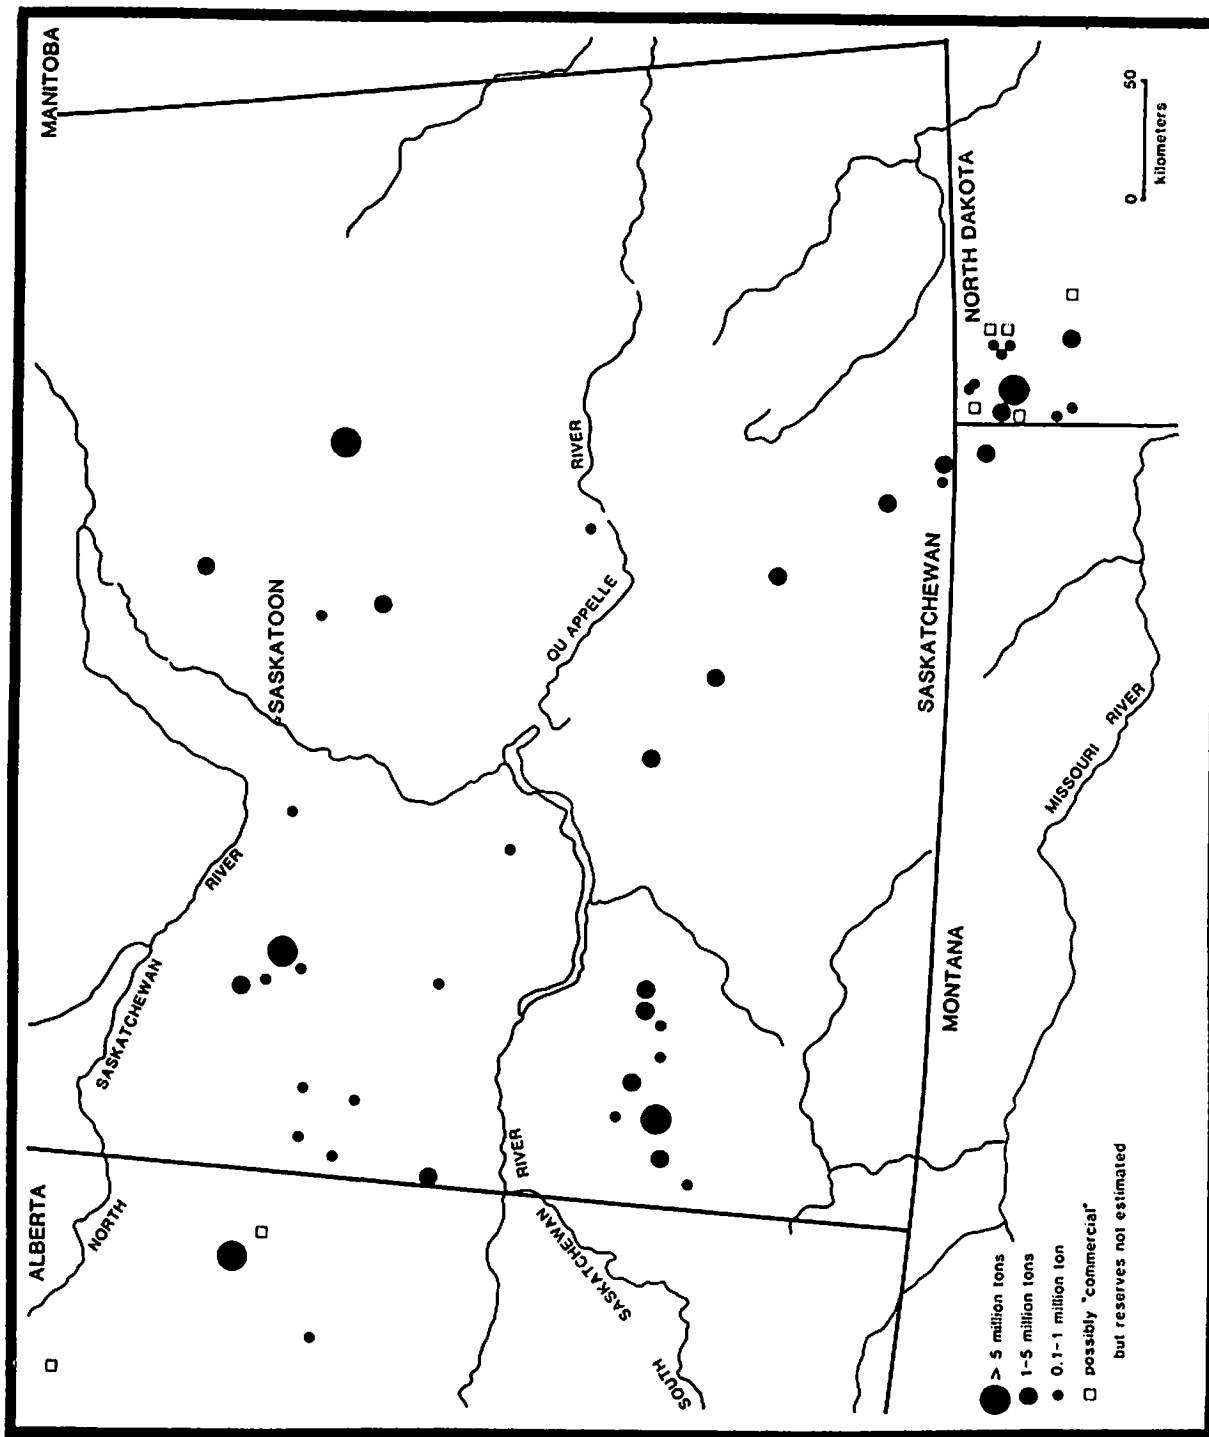 ALBERTA
MANITOBA
NORTH
SASKATCHEWAN
RIVER
°SASKATOON
SOUTH
SASKATCHEWAN
RIVER
QU APPELLE
RIVER
SASKATCHEWAN
MONTANA
NORTH DAKOTA
MISSOURI RIVER
0 50
kilometers
> 5 million tons
1-5 million tons
0.1-1 million ton
possibly "commercial"
but reserves not estimated